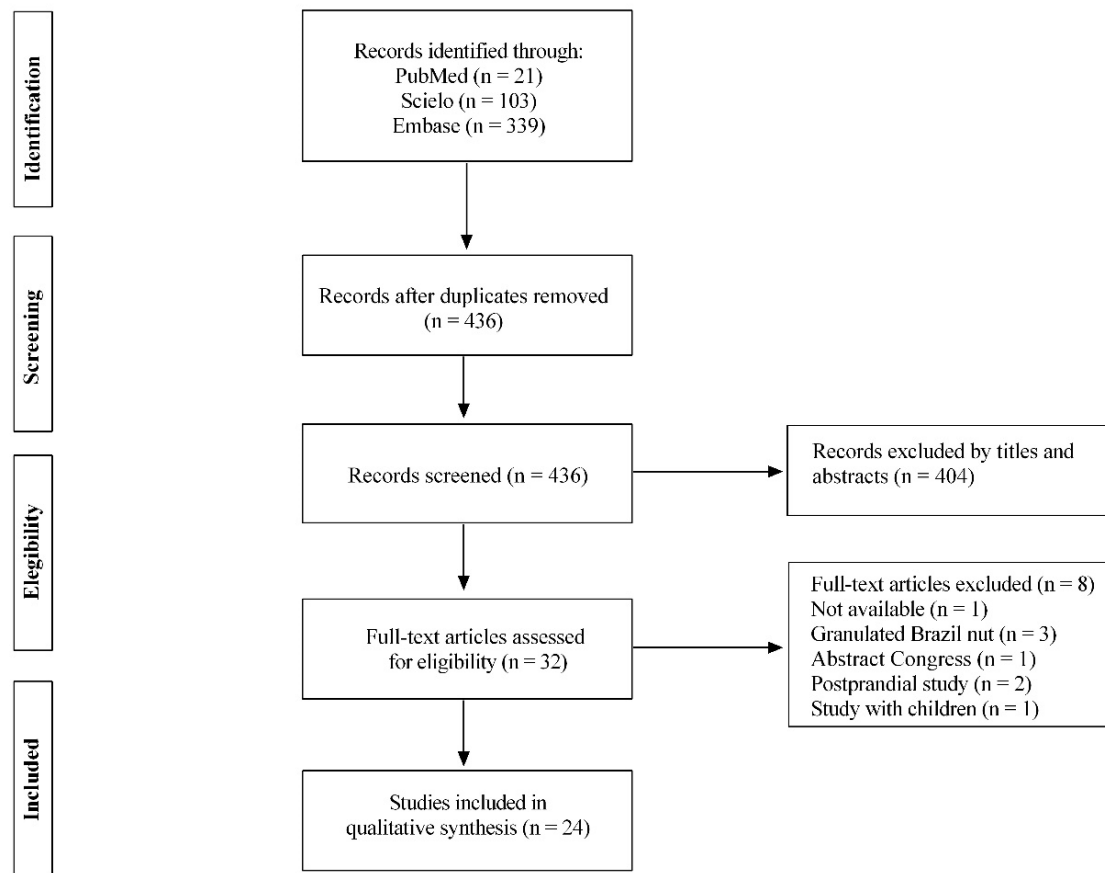 Identification
Records identified through:
PubMed (n = 21)
Scielo (n = 103)
Embase (n = 339)
Screening
Records after duplicates removed
(n = 436)
Records screened (n = 436)
Records excluded by titles and
abstracts (n = 404)
Elegibility
Full-text articles assessed
for eligibility (n = 32)
Full-text articles excluded (n = 8)
Not available (n = 1)
Granulated Brazil nut (n = 3)
Abstract Congress (n = 1)
Postprandial study (n = 2)
Study with children (n = 1)
Included
Studies included in
qualitative synthesis (n = 24)